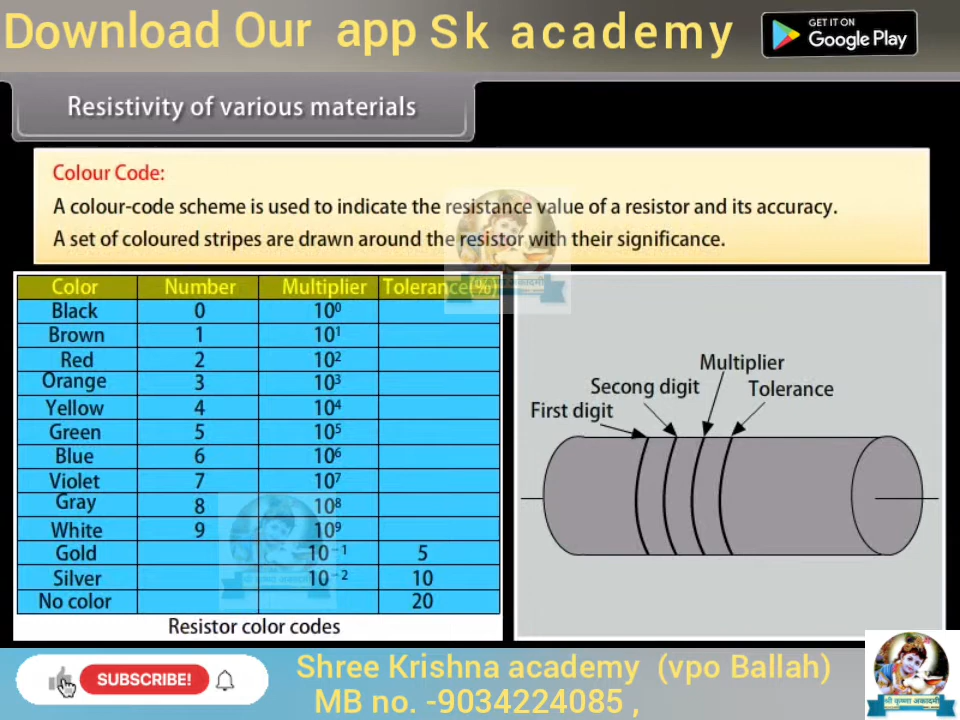 Download Our app Sk academy
GET IT ON
Google Play
Resistivity of various materials
Colour Code:
A colour-code scheme is used to indicate the resistance value of a resistor and its accuracy.
A set of coloured stripes are drawn around the resistor with their significance.
Color Number Multiplier Tolerance(%)
Black 0 10⁰
Brown 1 10¹
Red 2 10²
Orange 3 10³
Yellow 4 10⁴
Green 5 10⁵
Blue 6 10⁶
Violet 7 10⁷
Gray 8 10⁸
White 9 10⁹
Gold 10⁻¹ 5
Silver 10⁻² 10
No color 20
Resistor color codes
Multiplier
Secong digit
Tolerance
First digit
SUBSCRIBE!
Shree Krishna academy (vpo Ballah)
MB no. -9034224085 ,
श्री कृष्णा अकादमी